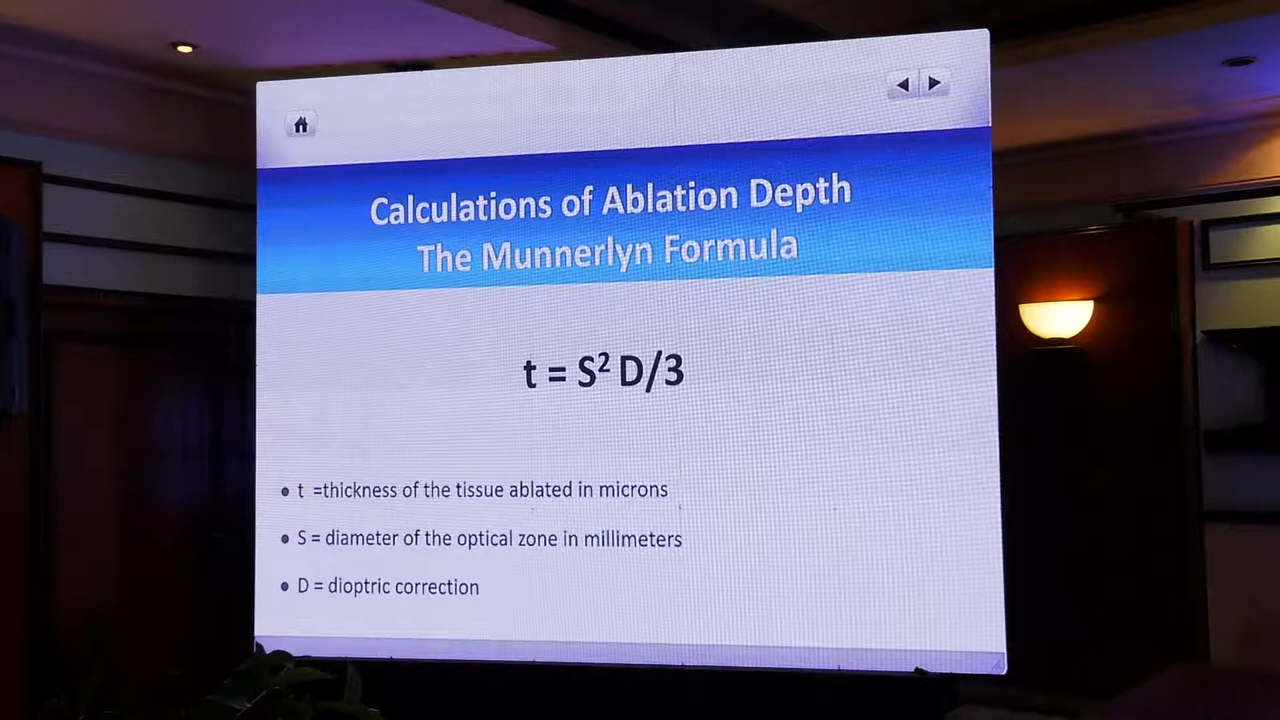 Calculations of Ablation Depth
The Munnerlyn Formula
t = S² D/3
• t =thickness of the tissue ablated in microns
• S = diameter of the optical zone in millimeters
• D = dioptric correction